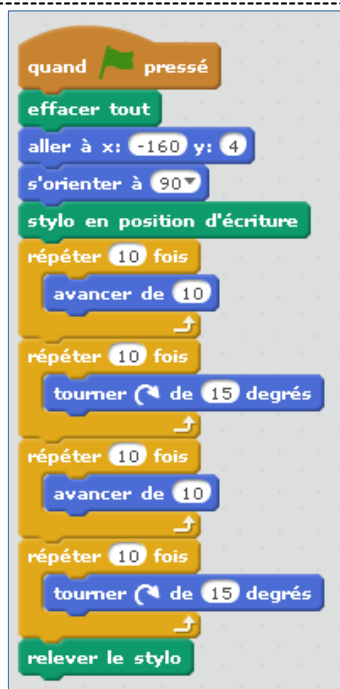 quand pressé
effacer tout
aller à x: -160 y: 4
s'orienter à 90
stylo en position d'écriture
répéter 10 fois
avancer de 10
répéter 10 fois
tourner de 15 degrés
répéter 10 fois
avancer de 10
répéter 10 fois
tourner de 15 degrés
relever le stylo